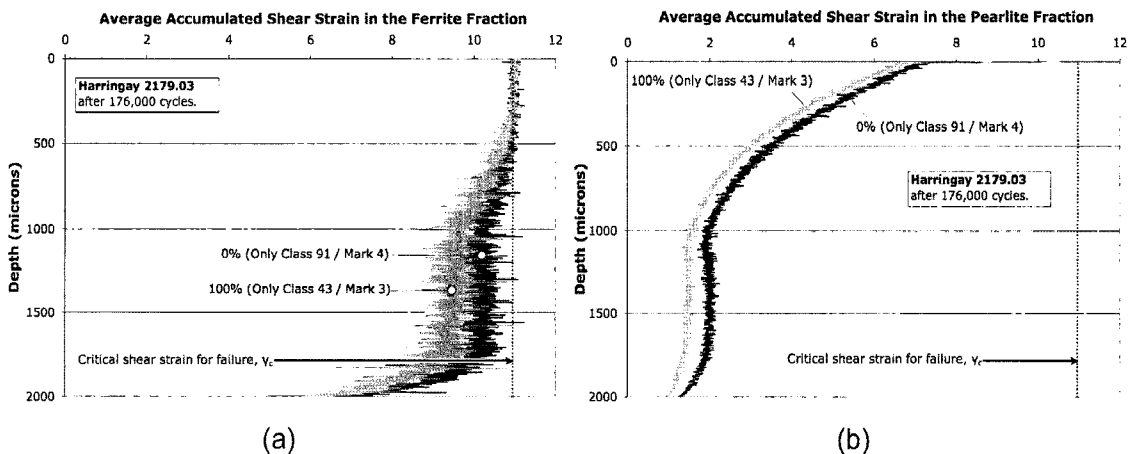 Average Accumulated Shear Strain in the Ferrite Fraction
0 2 4 6 8 10 12
0
Harringay 2179.03
after 176,000 cycles.
500
Depth (microns)
1000
0% (Only Class 91 / Mark 4)
100% (Only Class 43 / Mark 3)
1500
Critical shear strain for failure, γc
2000
(a)
Average Accumulated Shear Strain in the Pearlite Fraction
0 2 4 6 8 10 12
0
100% (Only Class 43 / Mark 3)
0% (Only Class 91 / Mark 4)
500
Harringay 2179.03
after 176,000 cycles.
Depth (microns)
1000
1500
Critical shear strain for failure, γc
2000
(b)